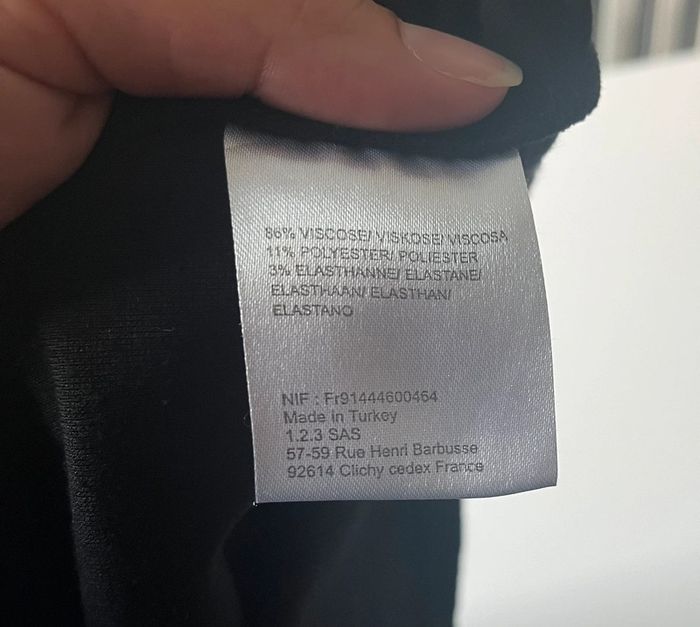 86% VISCOSE/ VISKOSE/ VISCOSA
11% POLYESTER/ POLIESTER
3% ELASTHANNE/ ELASTANE/
ELASTHAAN/ ELASTHAN/
ELASTANO
NIF : Fr91444600464
Made in Turkey
1.2.3 SAS
57-59 Rue Henri Barbusse
92614 Clichy cedex France